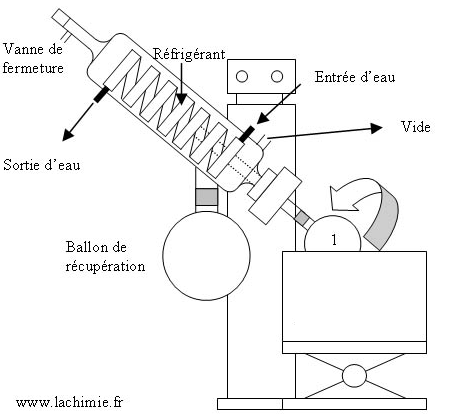 Vanne de
fermeture
Réfrigérant
Entrée d'eau
Vide
Sortie d'eau
Ballon de
récupération
1
www.lachimie.fr